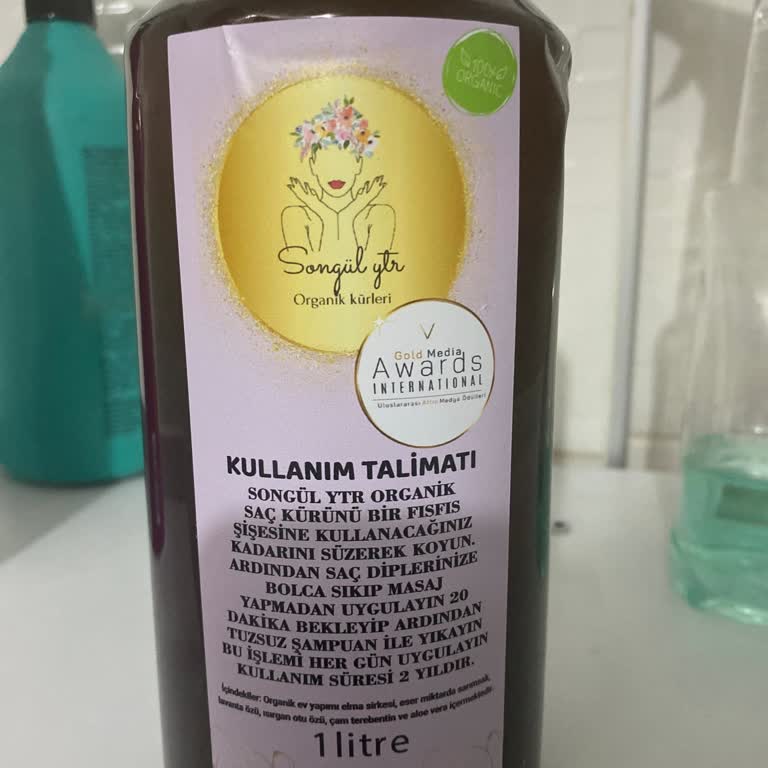 100%
ORGANIC
Songül ytr
Organik kürleri
Gold Media
Awards
INTERNATIONAL
Uluslararası Altın Medya Ödülleri
KULLANIM TALİMATI
SONGÜL YTR ORGANİK
SAÇ KÜRÜNÜ BİR FISFIS
ŞİŞESİNE KULLANACAĞINIZ
KADARINI SÜZEREK KOYUN.
ARDINDAN SAÇ DİPLERİNİZE
BOLCA SIKIP MASAJ
YAPMADAN UYGULAYIN 20
DAKİKA BEKLEYİP ARDINDAN
TUZSUZ ŞAMPUAN İLE YIKAYIN
BU İŞLEMİ HER GÜN UYGULAYIN
KULLANIM SÜRESİ 2 YILDIR.
İçindekiler: Organik ev yapımı elma sirkesi, eser miktarda sarımsak,
lavanta özü, ısırgan otu özü, çam terebentin ve aloe vera içermektedir.
1 litre